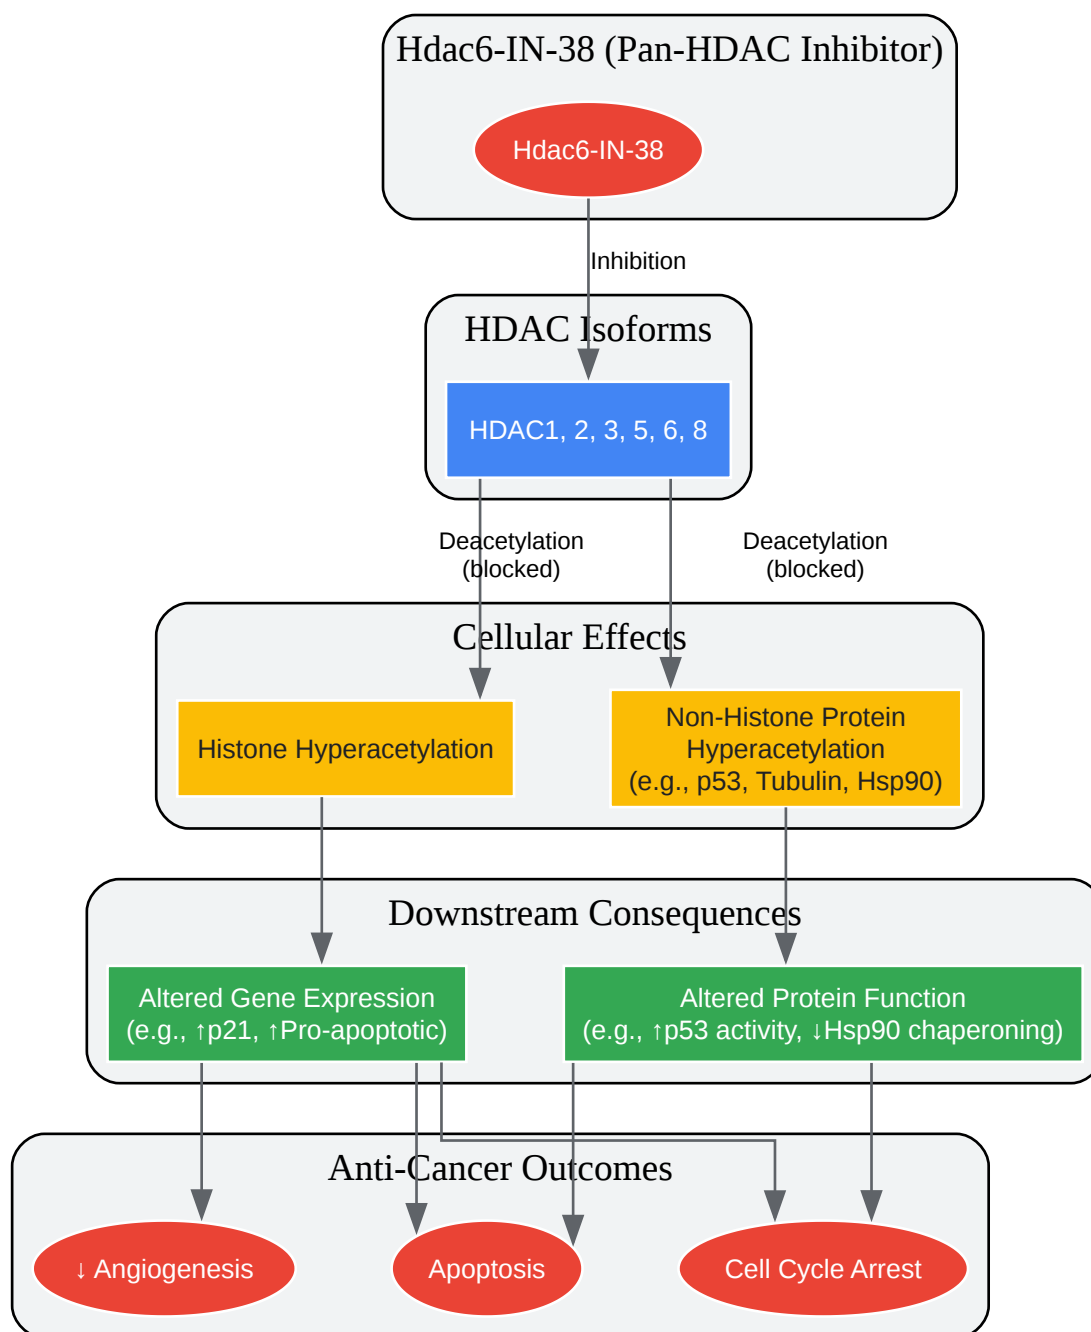 Hdac6-IN-38 (Pan-HDAC Inhibitor)
Hdac6-IN-38
Inhibition
HDAC Isoforms
HDAC1, 2, 3, 5, 6, 8
Deacetylation
(blocked)
Deacetylation
(blocked)
Cellular Effects
Histone Hyperacetylation
Non-Histone Protein
Hyperacetylation
(e.g., p53, Tubulin, Hsp90)
Downstream Consequences
Altered Gene Expression
(e.g., ↑p21, ↑Pro-apoptotic)
Altered Protein Function
(e.g., ↑p53 activity, ↓Hsp90 chaperoning)
Anti-Cancer Outcomes
↓ Angiogenesis
Apoptosis
Cell Cycle Arrest